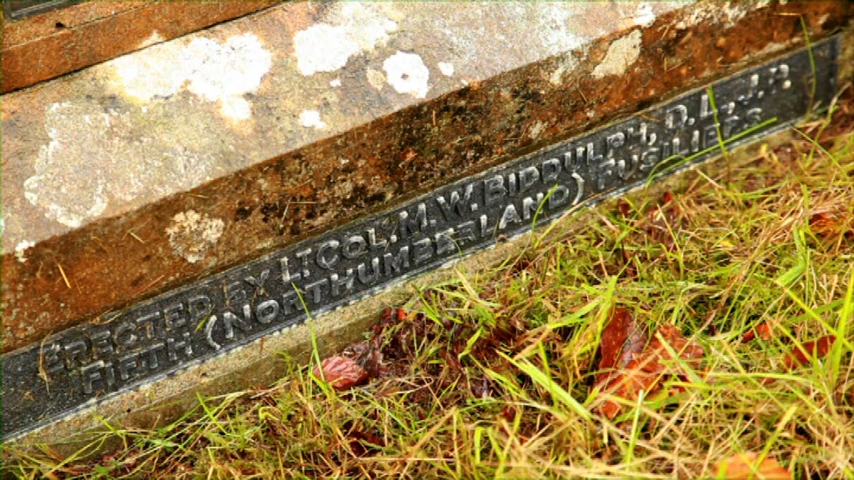 ERECTED BY LT COL. M.W. BIDDULPH, D.L., J.P.
FIFTH (NORTHUMBERLAND) FUSILIERS